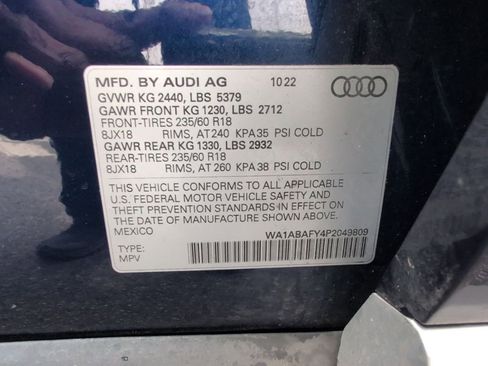 MFD. BY AUDI AG 10 22
GVWR KG 2440, LBS 5379
GAWR FRONT KG 1230, LBS 2712
FRONT-TIRES 235/60 R18
8JX18 RIMS, AT 240 KPA 35 PSI COLD
GAWR REAR KG 1330, LBS 2932
REAR-TIRES 235/60 R18
8JX18 RIMS, AT 260 KPA 38 PSI COLD
THIS VEHICLE CONFORMS TO ALL APPLICABLE
U.S. FEDERAL MOTOR VEHICLE SAFETY AND
THEFT PREVENTION STANDARDS IN EFFECT ON
THE DATE OF MANUFACTURE SHOWN ABOVE.
MEXICO WA1ABAFY4P2049809
TYPE:
MPV